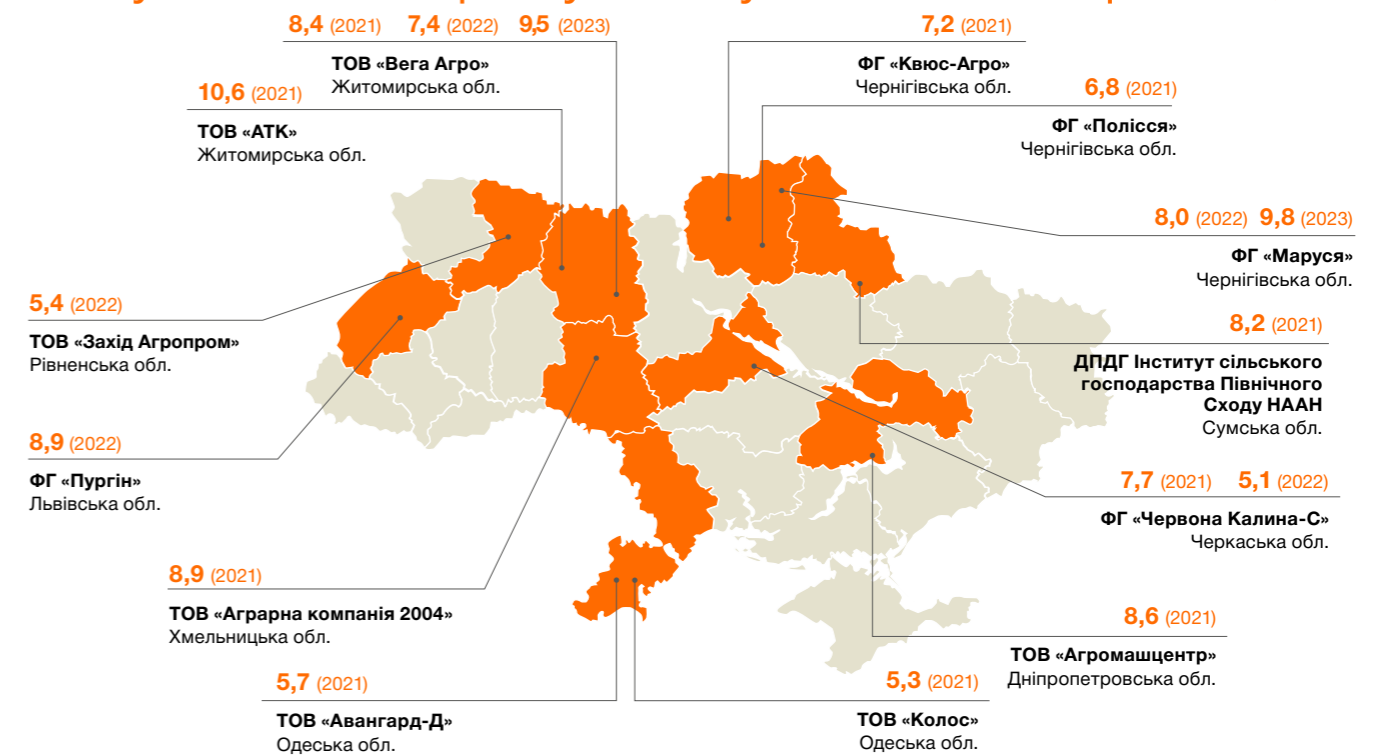 8,4 (2021) 7,4 (2022) 9,5 (2023)
ТОВ «Вега Агро»
Житомирська обл.
7,2 (2021)
ФГ «Квюс-Агро»
Чернігівська обл.
10,6 (2021)
ТОВ «АТК»
Житомирська обл.
6,8 (2021)
ФГ «Полісся»
Чернігівська обл.
8,0 (2022) 9,8 (2023)
ФГ «Маруся»
Чернігівська обл.
5,4 (2022)
ТОВ «Захід Агропром»
Рівненська обл.
8,2 (2021)
ДПДГ Інститут сільського
господарства Північного
Сходу НААН
Сумська обл.
8,9 (2022)
ФГ «Пургін»
Львівська обл.
7,7 (2021) 5,1 (2022)
ФГ «Червона Калина-С»
Черкаська обл.
8,9 (2021)
ТОВ «Аграрна компанія 2004»
Хмельницька обл.
8,6 (2021)
ТОВ «Агромашцентр»
Дніпропетровська обл.
5,7 (2021)
ТОВ «Авангард-Д»
Одеська обл.
5,3 (2021)
ТОВ «Колос»
Одеська обл.